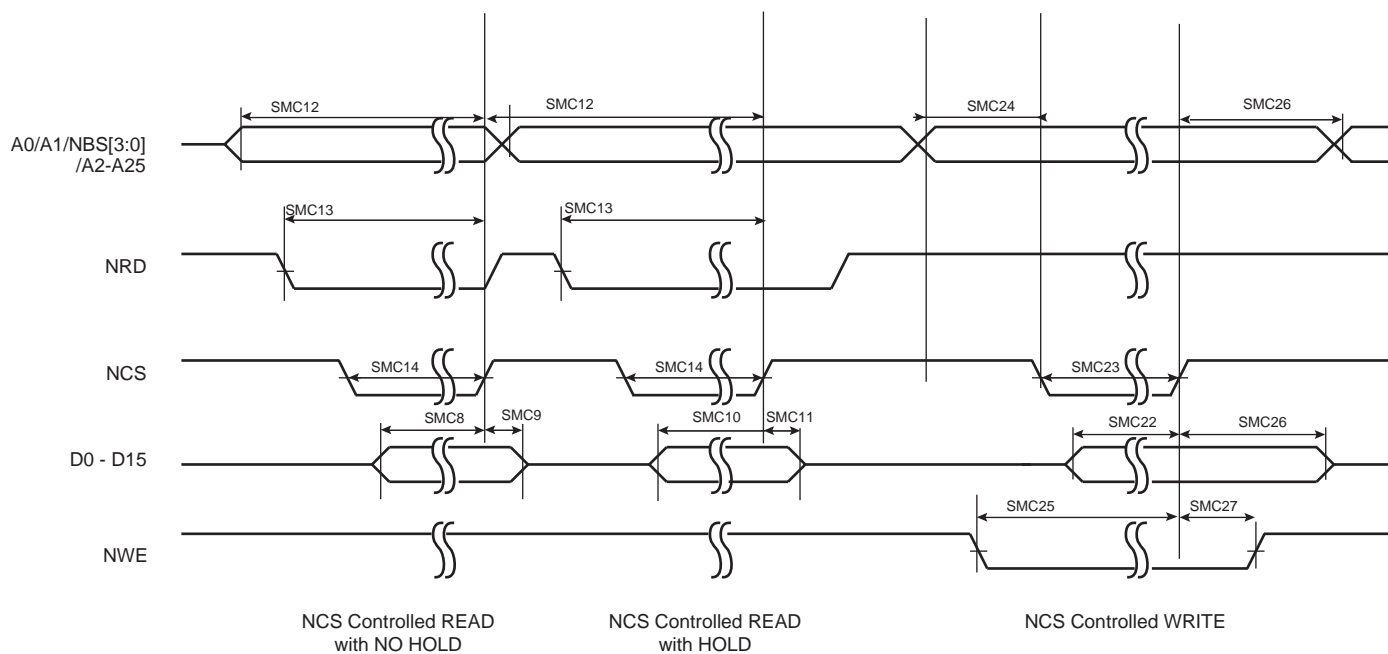 SMC12
SMC12
SMC24
SMC26
A0/A1/NBS[3:0]
/A2-A25
SMC13
SMC13
NRD
NCS
SMC14
SMC14
SMC23
SMC8
SMC9
SMC10
SMC11
SMC22
SMC26
D0 - D15
SMC25
SMC27
NWE
NCS Controlled READ
with NO HOLD
NCS Controlled READ
with HOLD
NCS Controlled WRITE